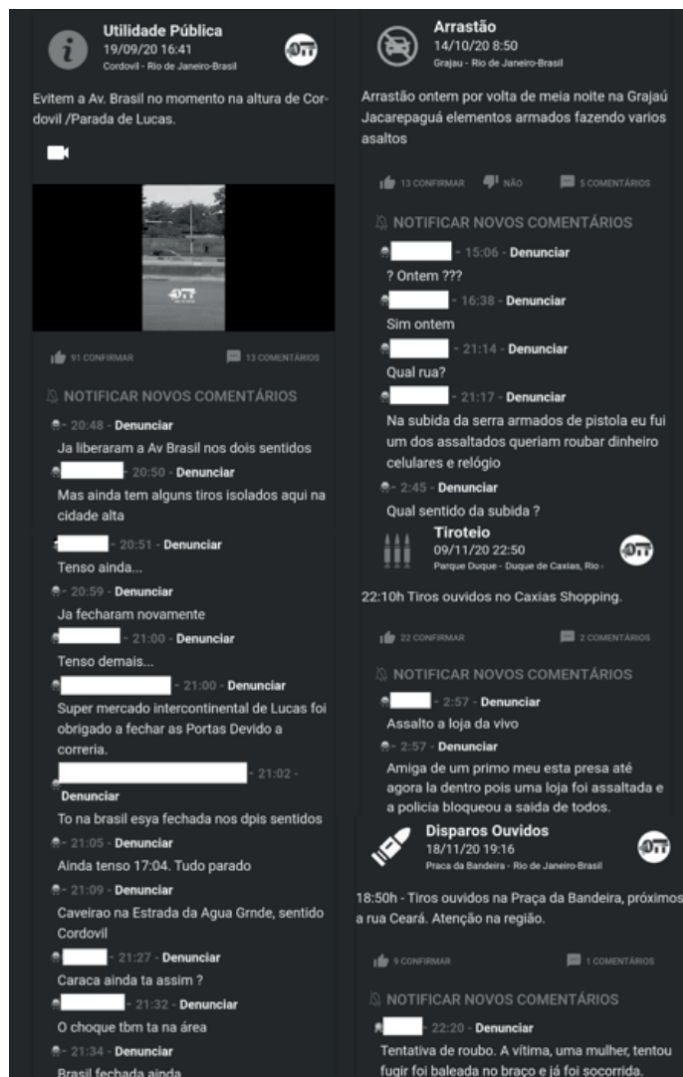 Utilidade Pública
19/09/20 16:41
Cordovil - Rio de Janeiro-Brasil
OTT
Evitem a Av. Brasil no momento na altura de Cor-
dovil /Parada de Lucas.
OTT
91 CONFIRMAR
13 COMENTÁRIOS
NOTIFICAR NOVOS COMENTÁRIOS
- 20:48 - Denunciar
Ja liberaram a Av Brasil nos dois sentidos
- 20:50 - Denunciar
Mas ainda tem alguns tiros isolados aqui na
cidade alta
- 20:51 - Denunciar
Tenso ainda...
- 20:59 - Denunciar
Ja fecharam novamente
- 21:00 - Denunciar
Tenso demais...
- 21:00 - Denunciar
Super mercado intercontinental de Lucas foi
obrigado a fechar as Portas Devido a
correria.
- 21:02 -
Denunciar
To na brasil esya fechada nos dpis sentidos
- 21:05 - Denunciar
Ainda tenso 17:04. Tudo parado
- 21:09 - Denunciar
Caveirao na Estrada da Agua Grnde, sentido
Cordovil
- 21:27 - Denunciar
Caraca ainda ta assim ?
- 21:32 - Denunciar
O choque tbm ta na área
- 21:34 - Denunciar
Brasil fechada ainda
Arrastão
14/10/20 8:50
Grajau - Rio de Janeiro-Brasil
Arrastão ontem por volta de meia noite na Grajaú
Jacarepaguá elementos armados fazendo varios
asaltos
13 CONFIRMAR
NÃO
5 COMENTÁRIOS
NOTIFICAR NOVOS COMENTÁRIOS
- 15:06 - Denunciar
? Ontem ???
- 16:38 - Denunciar
Sim ontem
- 21:14 - Denunciar
Qual rua?
- 21:17 - Denunciar
Na subida da serra armados de pistola eu fui
um dos assaltados queriam roubar dinheiro
celulares e relógio
- 2:45 - Denunciar
Qual sentido da subida ?
Tiroteio
09/11/20 22:50
Parque Duque - Duque de Caxias, Rio
OTT
22:10h Tiros ouvidos no Caxias Shopping.
22 CONFIRMAR
2 COMENTÁRIOS
NOTIFICAR NOVOS COMENTÁRIOS
- 2:57 - Denunciar
Assalto a loja da vivo
- 2:57 - Denunciar
Amiga de um primo meu esta presa até
agora la dentro pois uma loja foi assaltada e
a policia bloqueou a saida de todos.
Disparos Ouvidos
18/11/20 19:16
Praca da Bandeira - Rio de Janeiro-Brasil
OTT
18:50h - Tiros ouvidos na Praça da Bandeira, próximos
a rua Ceará. Atenção na região.
9 CONFIRMAR
1 COMENTÁRIOS
NOTIFICAR NOVOS COMENTÁRIOS
- 22:20 - Denunciar
Tentativa de roubo. A vítima, uma mulher, tentou
fugir foi baleada no braço e já foi socorrida.